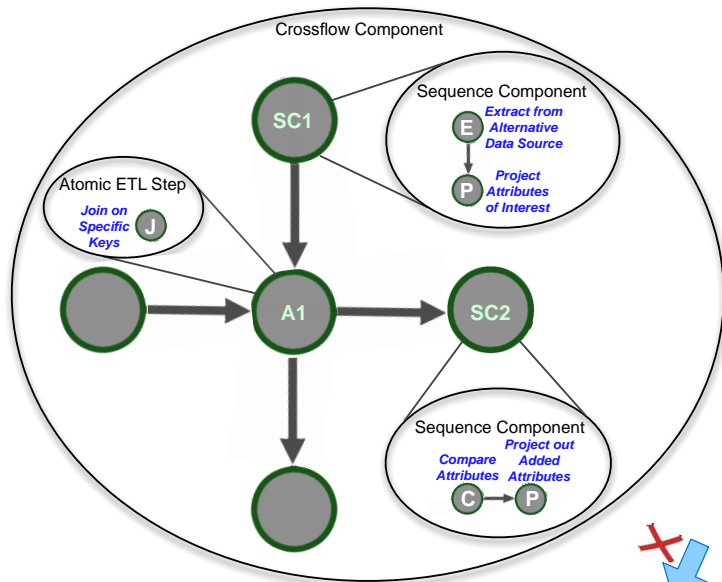 Crossflow Component
SC1
Sequence Component
E
Extract from
Alternative
Data Source
P
Project
Attributes
of Interest
Atomic ETL Step
Join on
Specific
Keys
J
A1
SC2
Sequence Component
Compare
Attributes
Project out
Added
Attributes
C
P